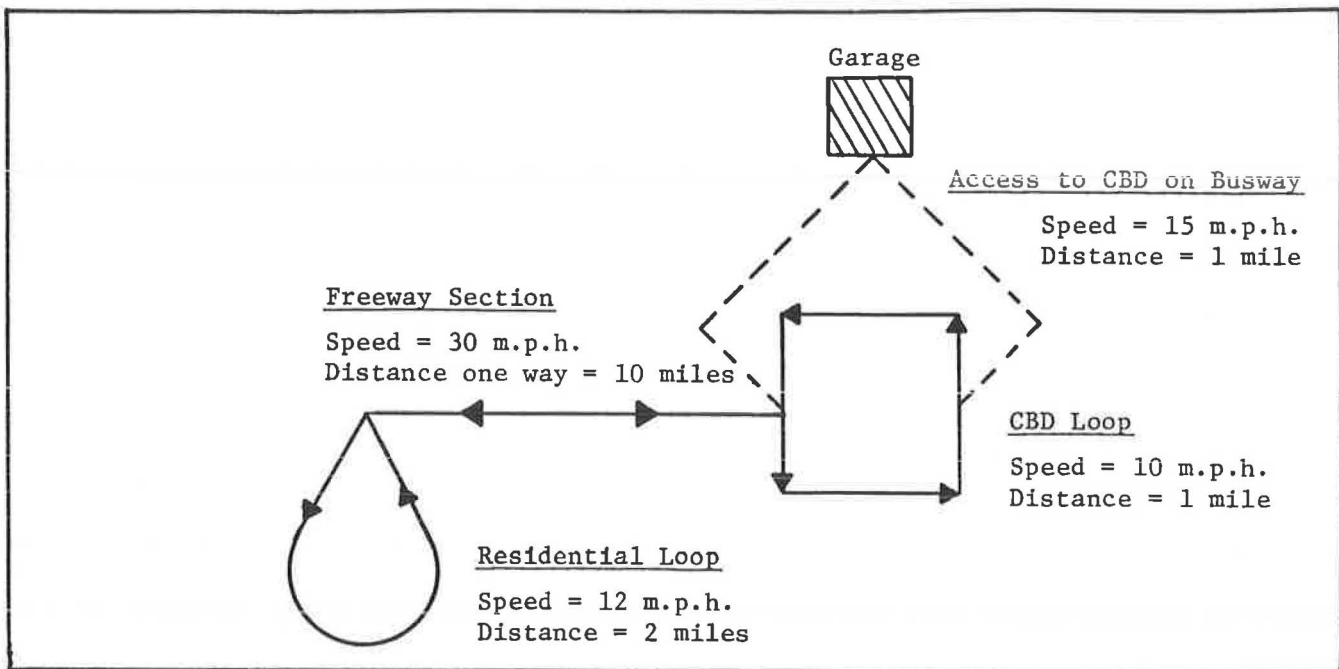 Garage
Access to CBD on Busway
Speed = 15 m.p.h.
Distance = 1 mile
Freeway Section
Speed = 30 m.p.h.
Distance one way = 10 miles
CBD Loop
Speed = 10 m.p.h.
Distance = 1 mile
Residential Loop
Speed = 12 m.p.h.
Distance = 2 miles